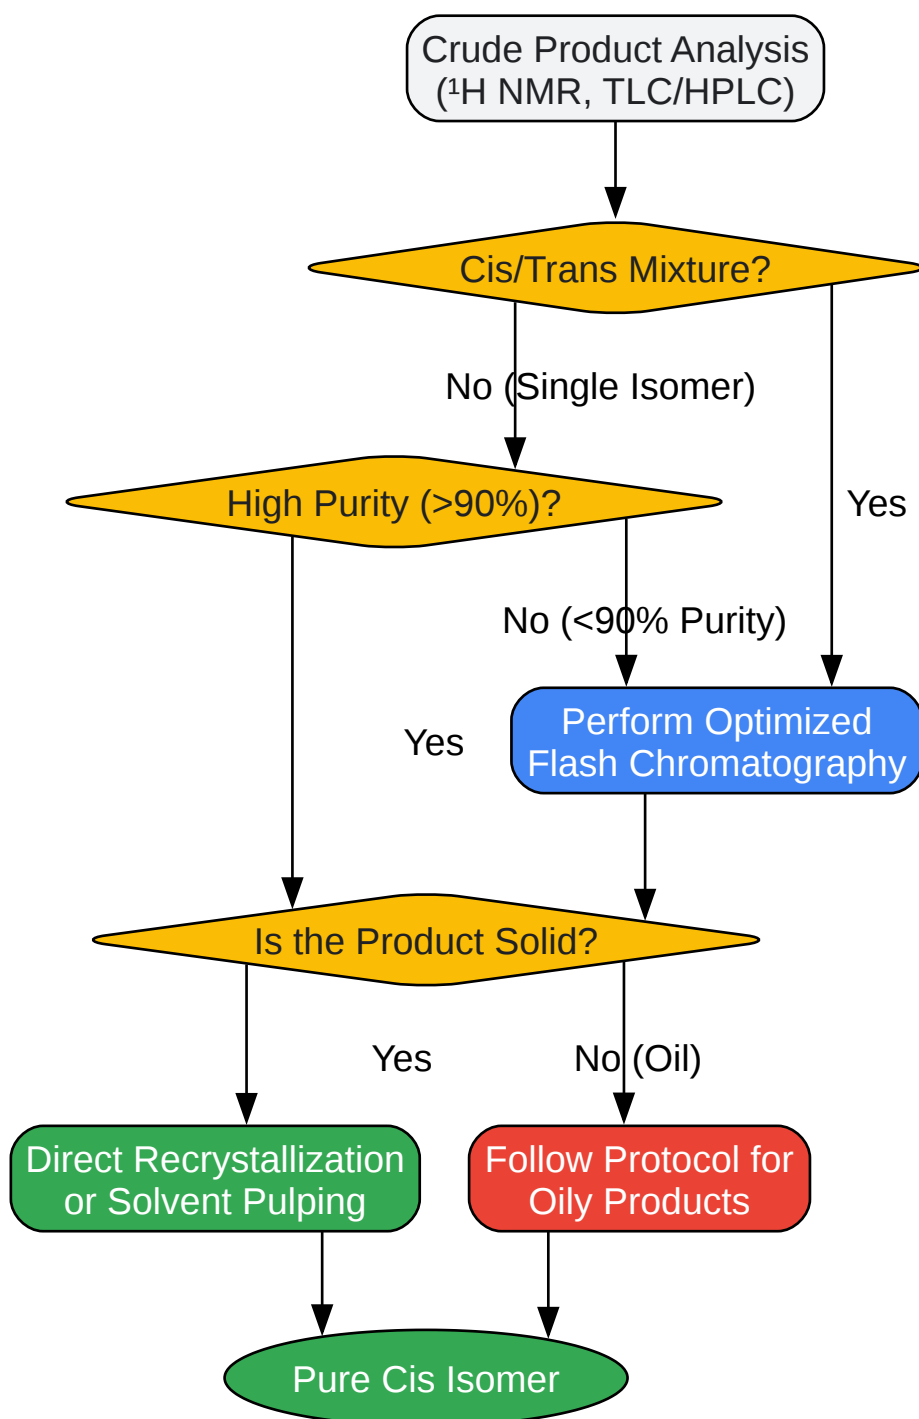 Crude Product Analysis
(¹H NMR, TLC/HPLC)
Cis/Trans Mixture?
No (Single Isomer)
High Purity (>90%)?
Yes
No (<90% Purity)
Perform Optimized
Flash Chromatography
Yes
Is the Product Solid?
Yes
No (Oil)
Direct Recrystallization
or Solvent Pulping
Follow Protocol for
Oily Products
Pure Cis Isomer